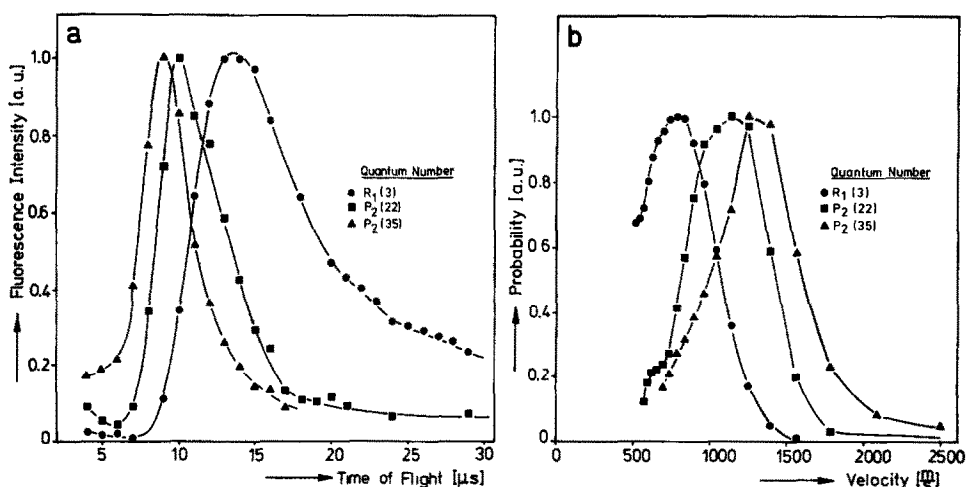 a
Fluorescence Intensity [a.u.]
1.0
0.8
0.6
0.4
0.2
0
5
10
15
20
25
30
Time of Flight [µs]
Quantum Number
R₁(3)
P₂(22)
P₂(35)
b
Probability [a.u.]
1.0
0.8
0.6
0.4
0.2
0
0
500
1000
1500
2000
2500
Velocity [m/s]
Quantum Number
R₁(3)
P₂(22)
P₂(35)